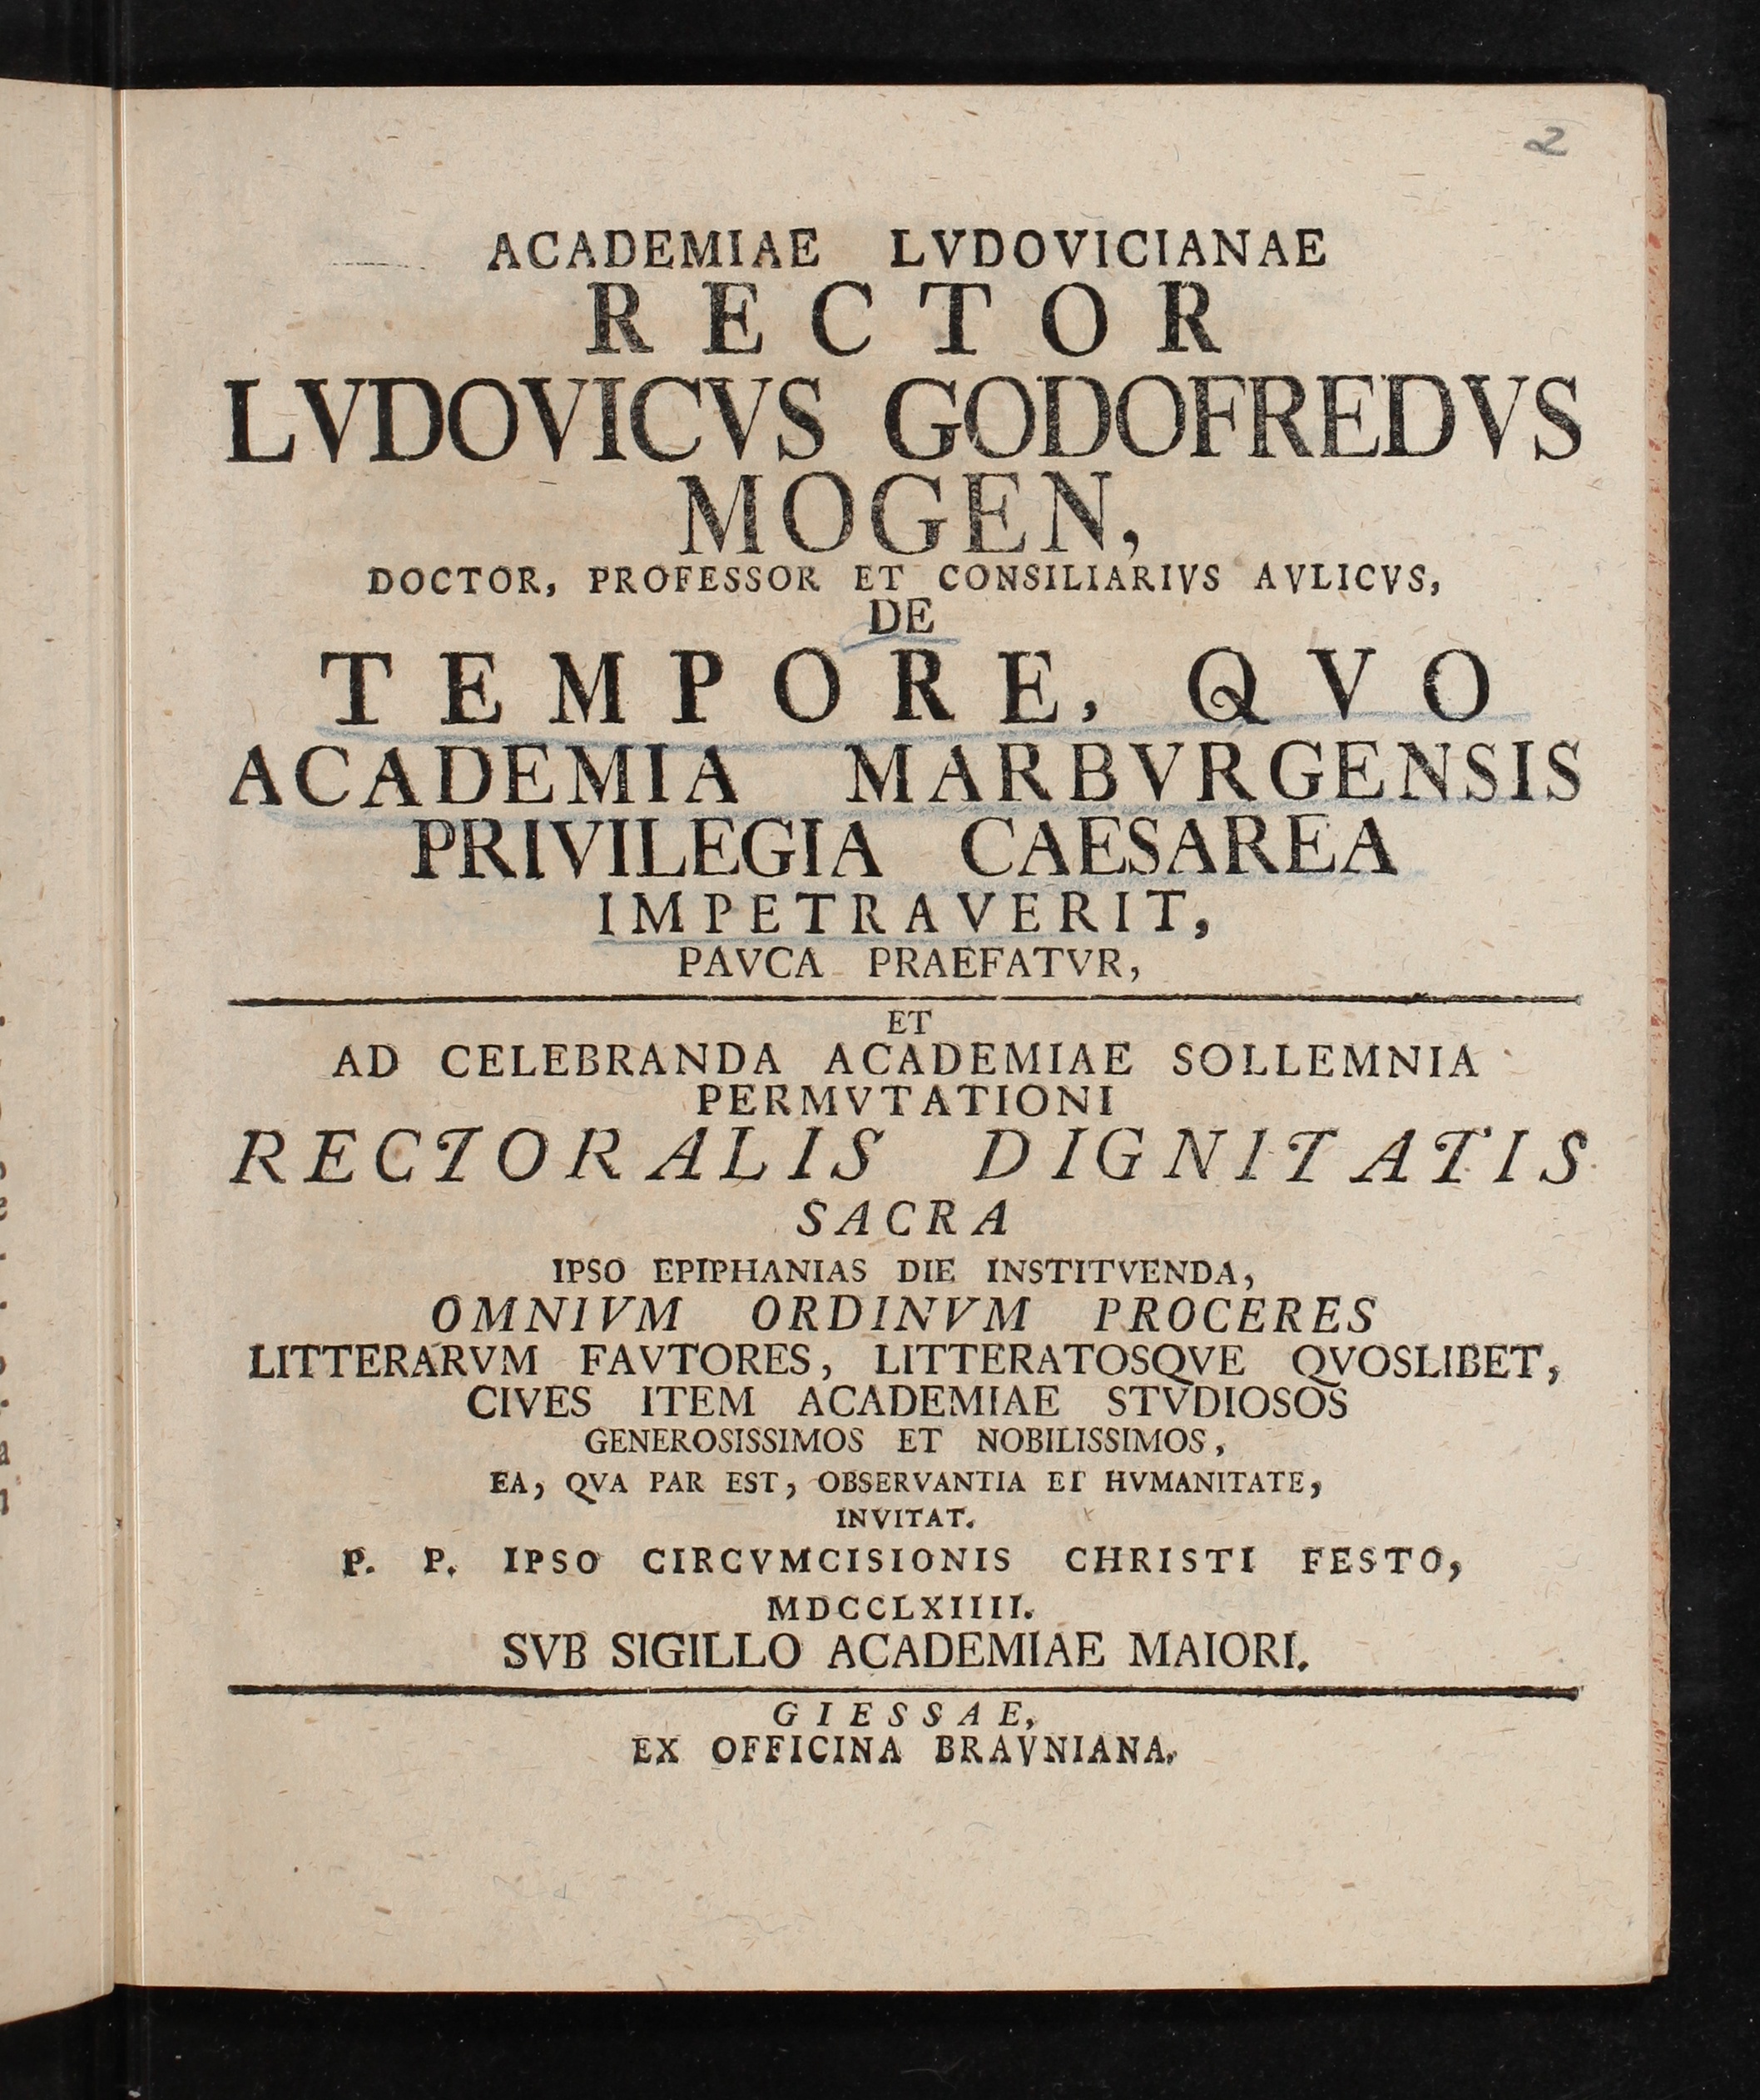 2
ACADEMIAE LVDOVICIANAE
RECTOR
LVDOVICVS GODOFREDVS
MOGEN,
DOCTOR, PROFESSOR ET CONSILIARIVS AVLICVS,
DE
TEMPORE, QVO
ACADEMIA MARBVRGENSIS
PRIVILEGIA CAESAREA
IMPETRAVERIT,
PAVCA PRAEFATVR,
ET
AD CELEBRANDA ACADEMIAE SOLLEMNIA
PERMVTATIONI
RECTORALIS DIGNITATIS
SACRA
IPSO EPIPHANIAS DIE INSTITVENDA,
OMNIVM ORDINVM PROCERES
LITTERARVM FAVTORES, LITTERATOSQVE QVOSLIBET,
CIVES ITEM ACADEMIAE STVDIOSOS
GENEROSISSIMOS ET NOBILISSIMOS,
EA, QVA PAR EST, OBSERVANTIA ET HVMANITATE,
INVITAT.
P. P. IPSO CIRCVMCISIONIS CHRISTI FESTO,
MDCCLXIIII.
SVB SIGILLO ACADEMIAE MAIORI.
GIESSAE,
EX OFFICINA BRAVNIANA.